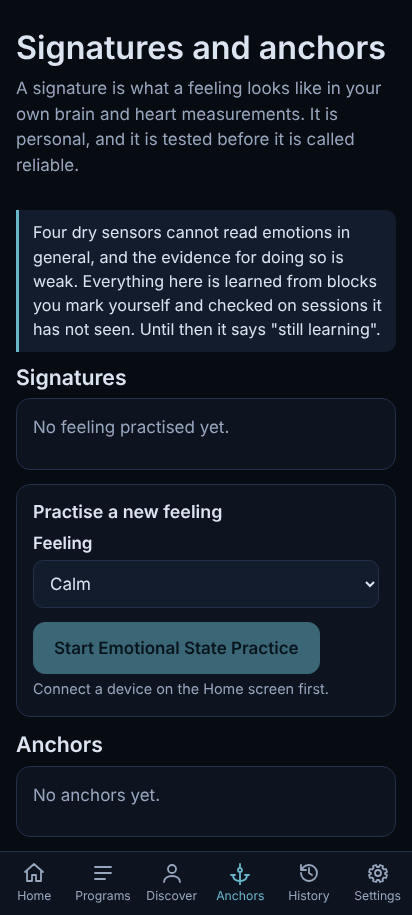 Signatures and anchors
A signature is what a feeling looks like in your
own brain and heart measurements. It is
personal, and it is tested before it is called
reliable.
Four dry sensors cannot read emotions in
general, and the evidence for doing so is
weak. Everything here is learned from blocks
you mark yourself and checked on sessions it
has not seen. Until then it says "still learning".
Signatures
No feeling practised yet.
Practise a new feeling
Feeling
Calm
Start Emotional State Practice
Connect a device on the Home screen first.
Anchors
No anchors yet.
Home Programs Discover Anchors History Settings